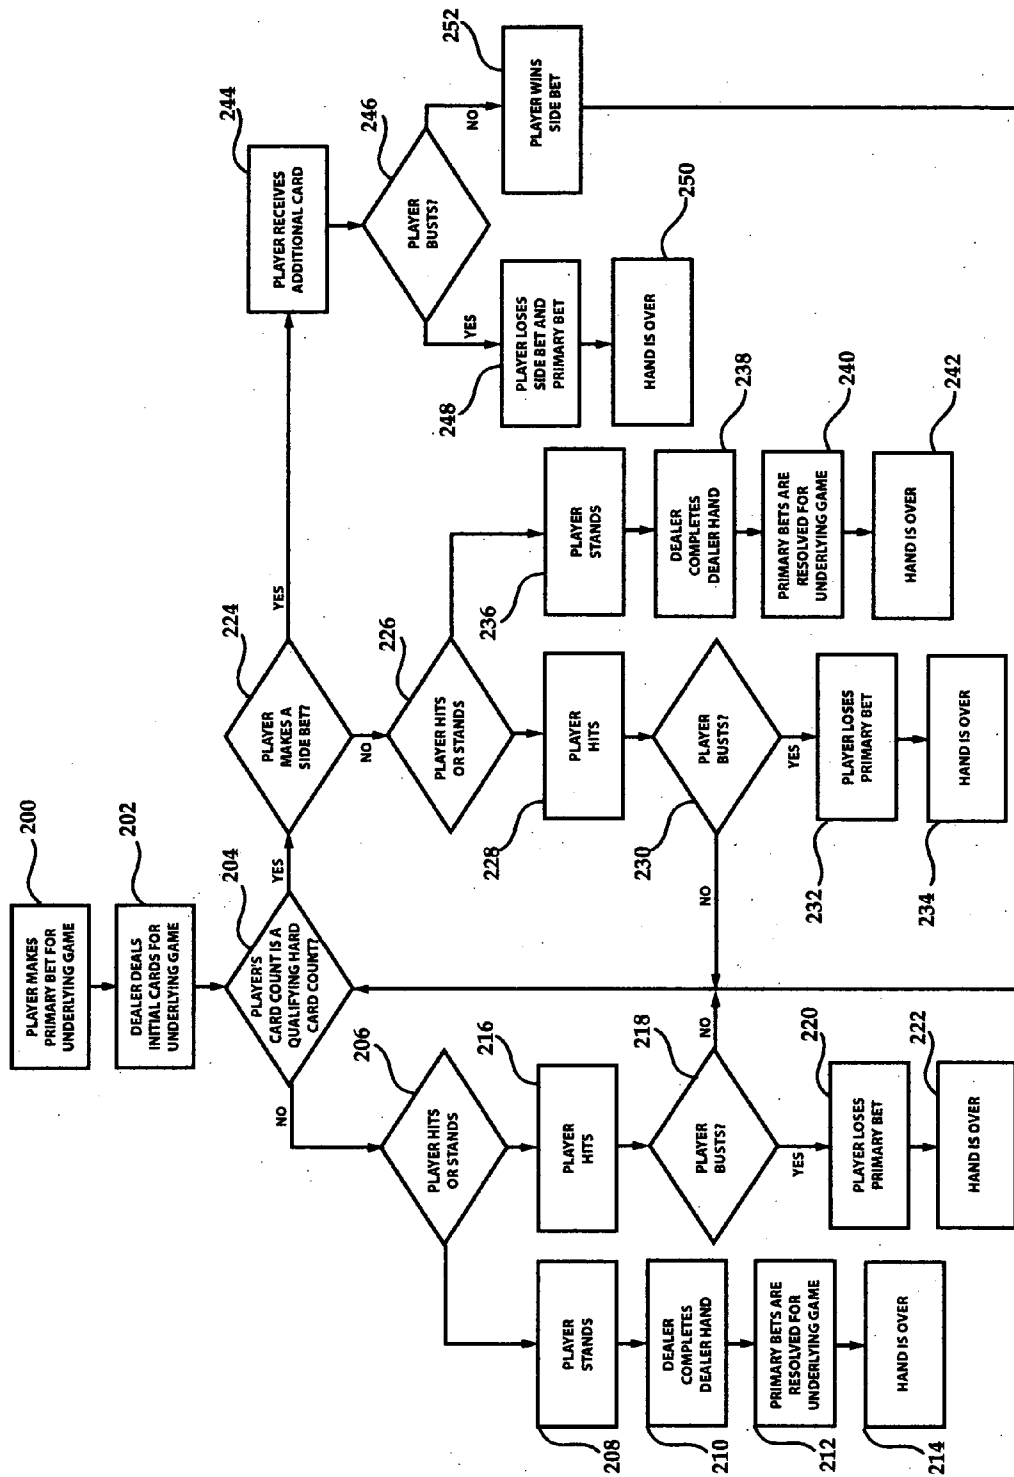 200
PLAYER MAKES
PRIMARY BET FOR
UNDERLYING GAME
202
DEALER DEALS
INITIAL CARDS FOR
UNDERLYING GAME
204
PLAYER'S
CARD COUNT IS A
QUALIFYING HARD
CARD COUNT?
NO
YES
206
PLAYER HITS
OR STANDS
208
PLAYER
STANDS
210
DEALER
COMPLETES
DEALER HAND
212
PRIMARY BETS ARE
RESOLVED FOR
UNDERLYING GAME
214
HAND IS OVER
216
PLAYER
HITS
218
PLAYER
BUSTS?
NO
YES
220
PLAYER LOSES
PRIMARY BET
222
HAND IS OVER
224
PLAYER
MAKES A
SIDE BET?
YES
NO
226
PLAYER HITS
OR STANDS
228
PLAYER
HITS
230
PLAYER
BUSTS?
NO
YES
232
PLAYER LOSES
PRIMARY BET
234
HAND IS OVER
236
PLAYER
STANDS
238
DEALER
COMPLETES
DEALER HAND
240
PRIMARY BETS ARE
RESOLVED FOR
UNDERLYING GAME
242
HAND IS OVER
244
PLAYER RECEIVES
ADDITIONAL CARD
246
PLAYER
BUSTS?
YES
NO
248
PLAYER LOSES
SIDE BET AND
PRIMARY BET
250
HAND IS OVER
252
PLAYER WINS
SIDE BET